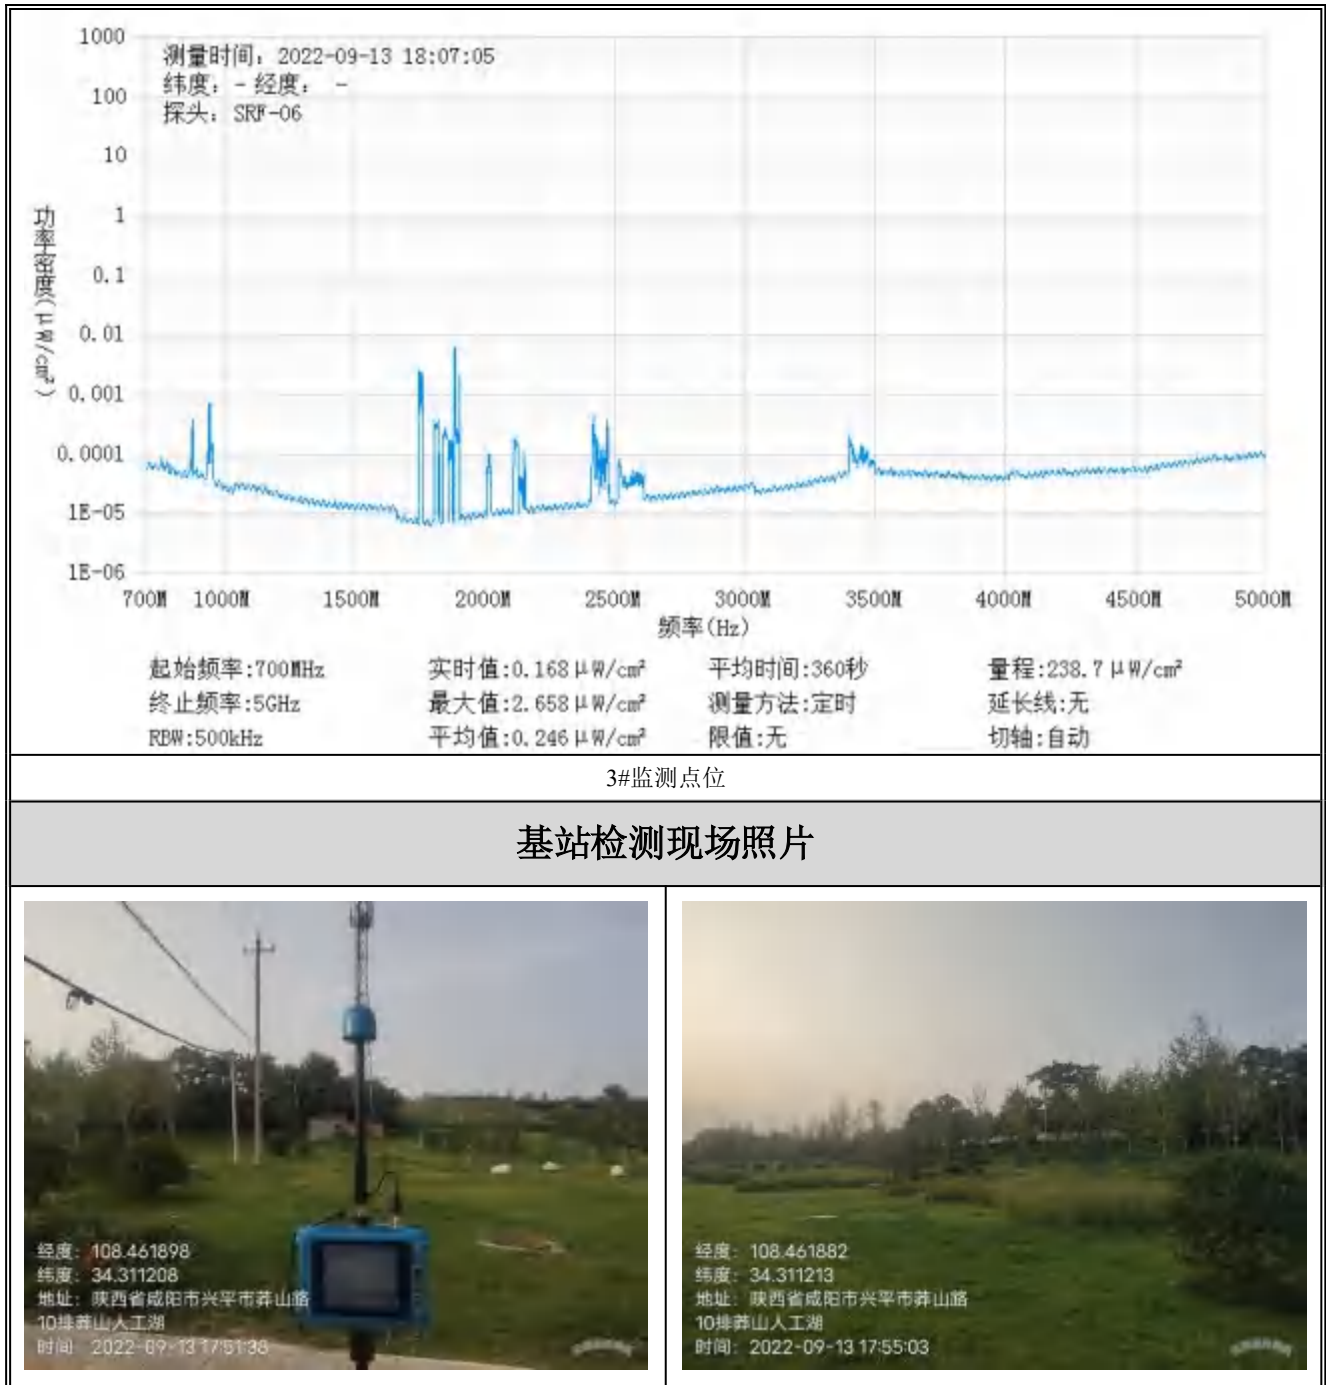 1000
测量时间：2022-09-13 18:07:05
纬度：- 经度： -
100
探头：SRF-06
10
1
0.1
0.01
0.001
0.0001
1E-05
1E-06
功率密度(μW/cm²)
700M 1000M 1500M 2000M 2500M 3000M 3500M 4000M 4500M 5000M
频率(Hz)
起始频率:700MHz 实时值:0.168μW/cm² 平均时间:360秒 量程:238.7μW/cm²
终止频率:5GHz 最大值:2.658μW/cm² 测量方法:定时 延长线:无
RBW:500kHz 平均值:0.246μW/cm² 限值:无 切轴:自动
3#监测点位
基站检测现场照片
经度：108.461898
纬度：34.311208
地址：陕西省咸阳市兴平市莽山路
10排莽山人工湖
时间：2022-09-13 17:51:38
经度：108.461882
纬度：34.311213
地址：陕西省咸阳市兴平市莽山路
10排莽山人工湖
时间：2022-09-13 17:55:03